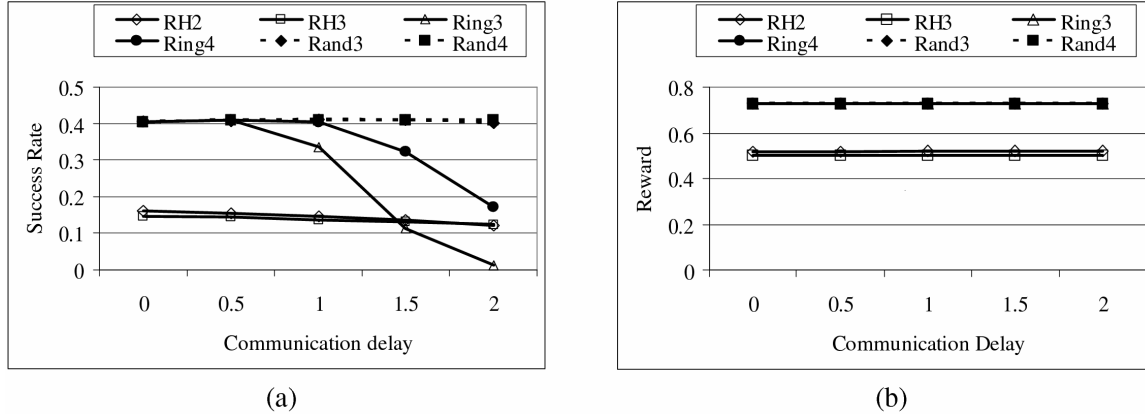 RH2 RH3 Ring3
Ring4 Rand3 Rand4
0.5
0.4
0.3
0.2
0.1
0
Success Rate
0 0.5 1 1.5 2
Communication delay
(a)
RH2 RH3 Ring3
Ring4 Rand3 Rand4
0.8
0.6
0.4
0.2
0
Reward
0 0.5 1 1.5 2
Communication Delay
(b)